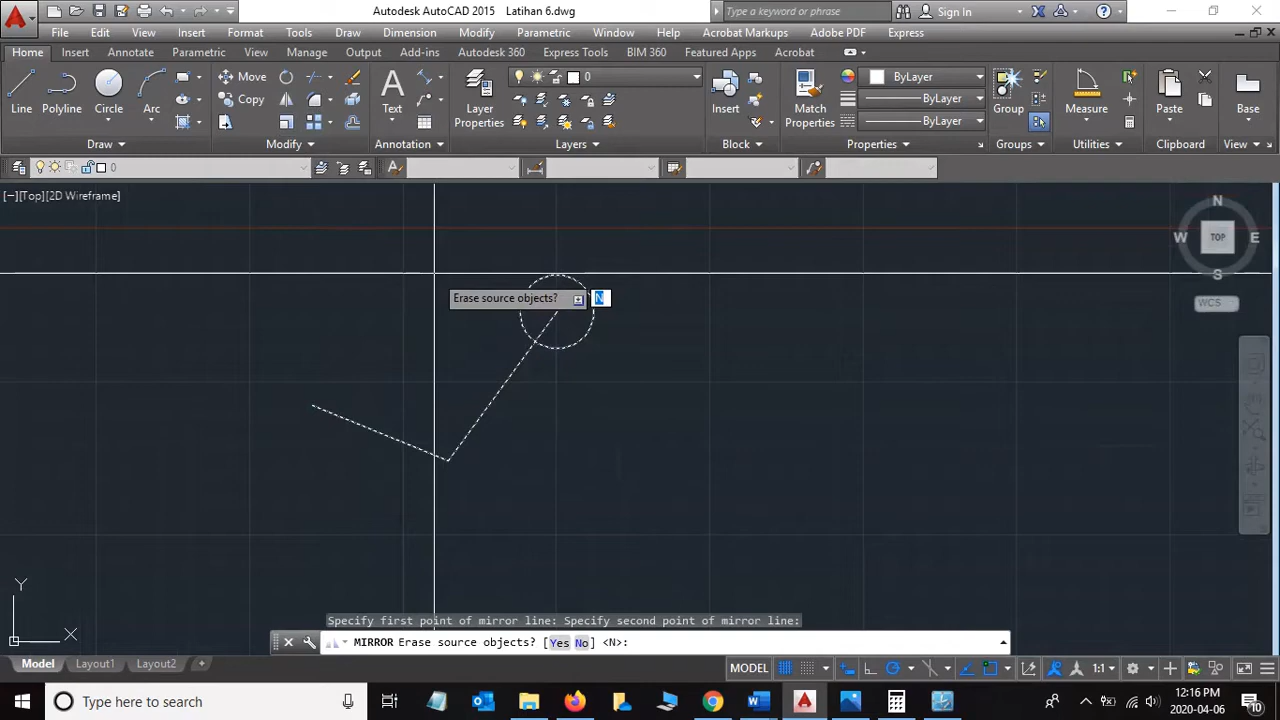 Autodesk AutoCAD 2015 Latihan 6.dwg
Type a keyword or phrase
Sign In
File Edit View Insert Format Tools Draw Dimension Modify Parametric Window Help Acrobat Markups Adobe PDF Express
Home Insert Annotate Parametric View Manage Output Add-ins Autodesk 360 Express Tools BIM 360 Featured Apps Acrobat
Move
Copy
Line Polyline Circle Arc
Text
Layer Properties
0
Insert
Match Properties
ByLayer
ByLayer
ByLayer
Group
Measure
Paste
Base
Draw Modify Annotation Layers Block Properties Groups Utilities Clipboard View
0
[−][Top][2D Wireframe]
N
W TOP E
S
WCS
Erase source objects? N
Y
X
Specify first point of mirror line: Specify second point of mirror line:
MIRROR Erase source objects? [Yes No] <N>:
Model Layout1 Layout2 +
MODEL
1:1
Type here to search
12:16 PM
2020-04-06
10